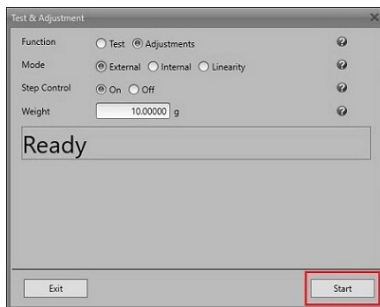 Test & Adjustment
Function Test Adjustments
Mode External Internal Linearity
Step Control On Off
Weight 10.00000 g
Ready
Exit Start